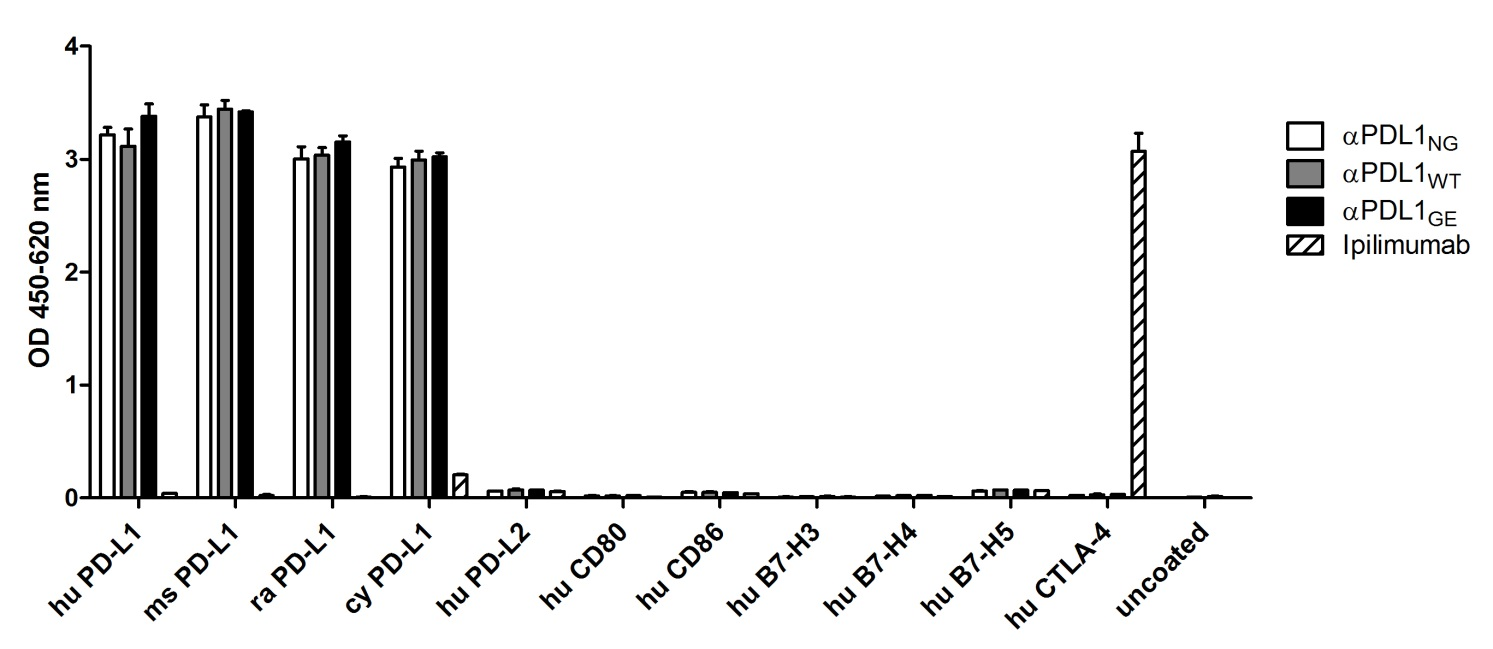 OD 450-620 nm
4
3
2
1
0
hu PD-L1
ms PD-L1
ra PD-L1
cy PD-L1
hu PD-L2
hu CD80
hu CD86
hu B7-H3
hu B7-H4
hu B7-H5
hu CTLA-4
uncoated
αPDL1NG
αPDL1WT
αPDL1GE
Ipilimumab